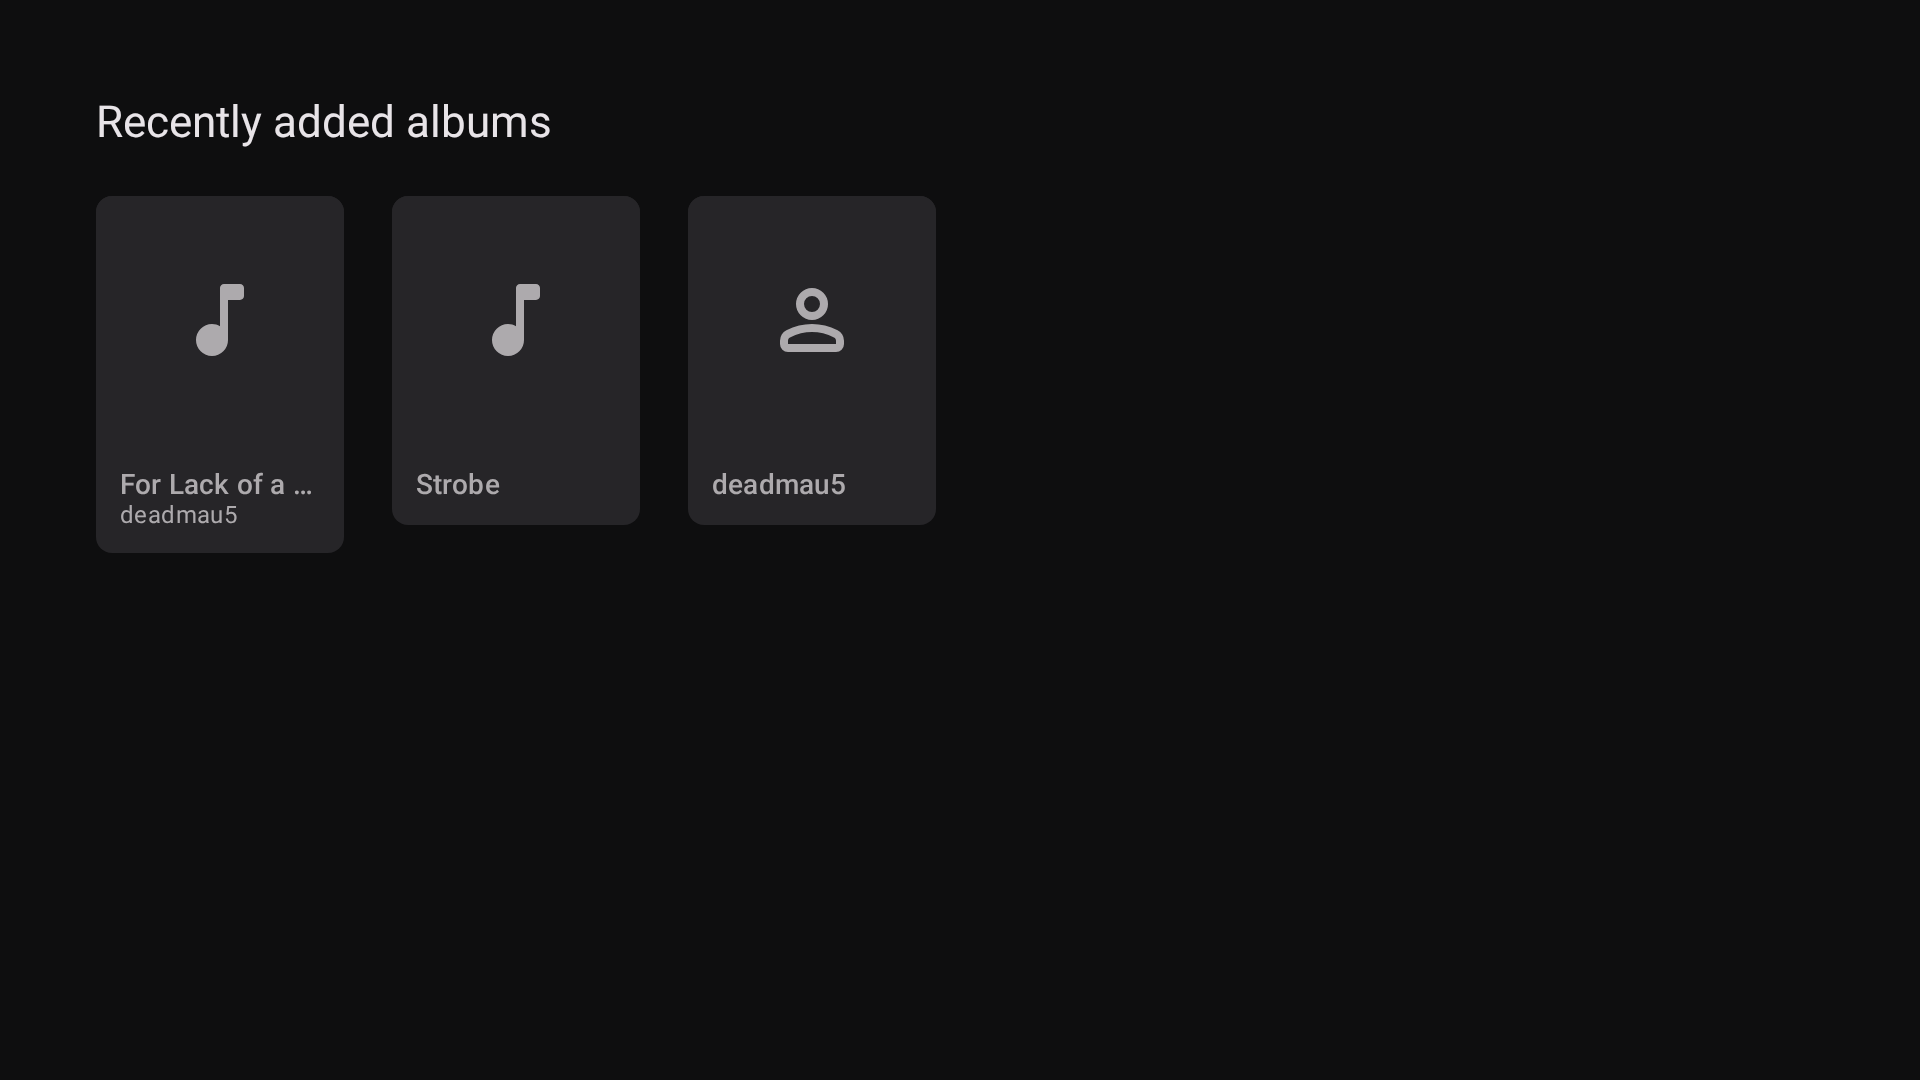 Recently added albums
For Lack of a ...
deadmau5
Strobe
deadmau5